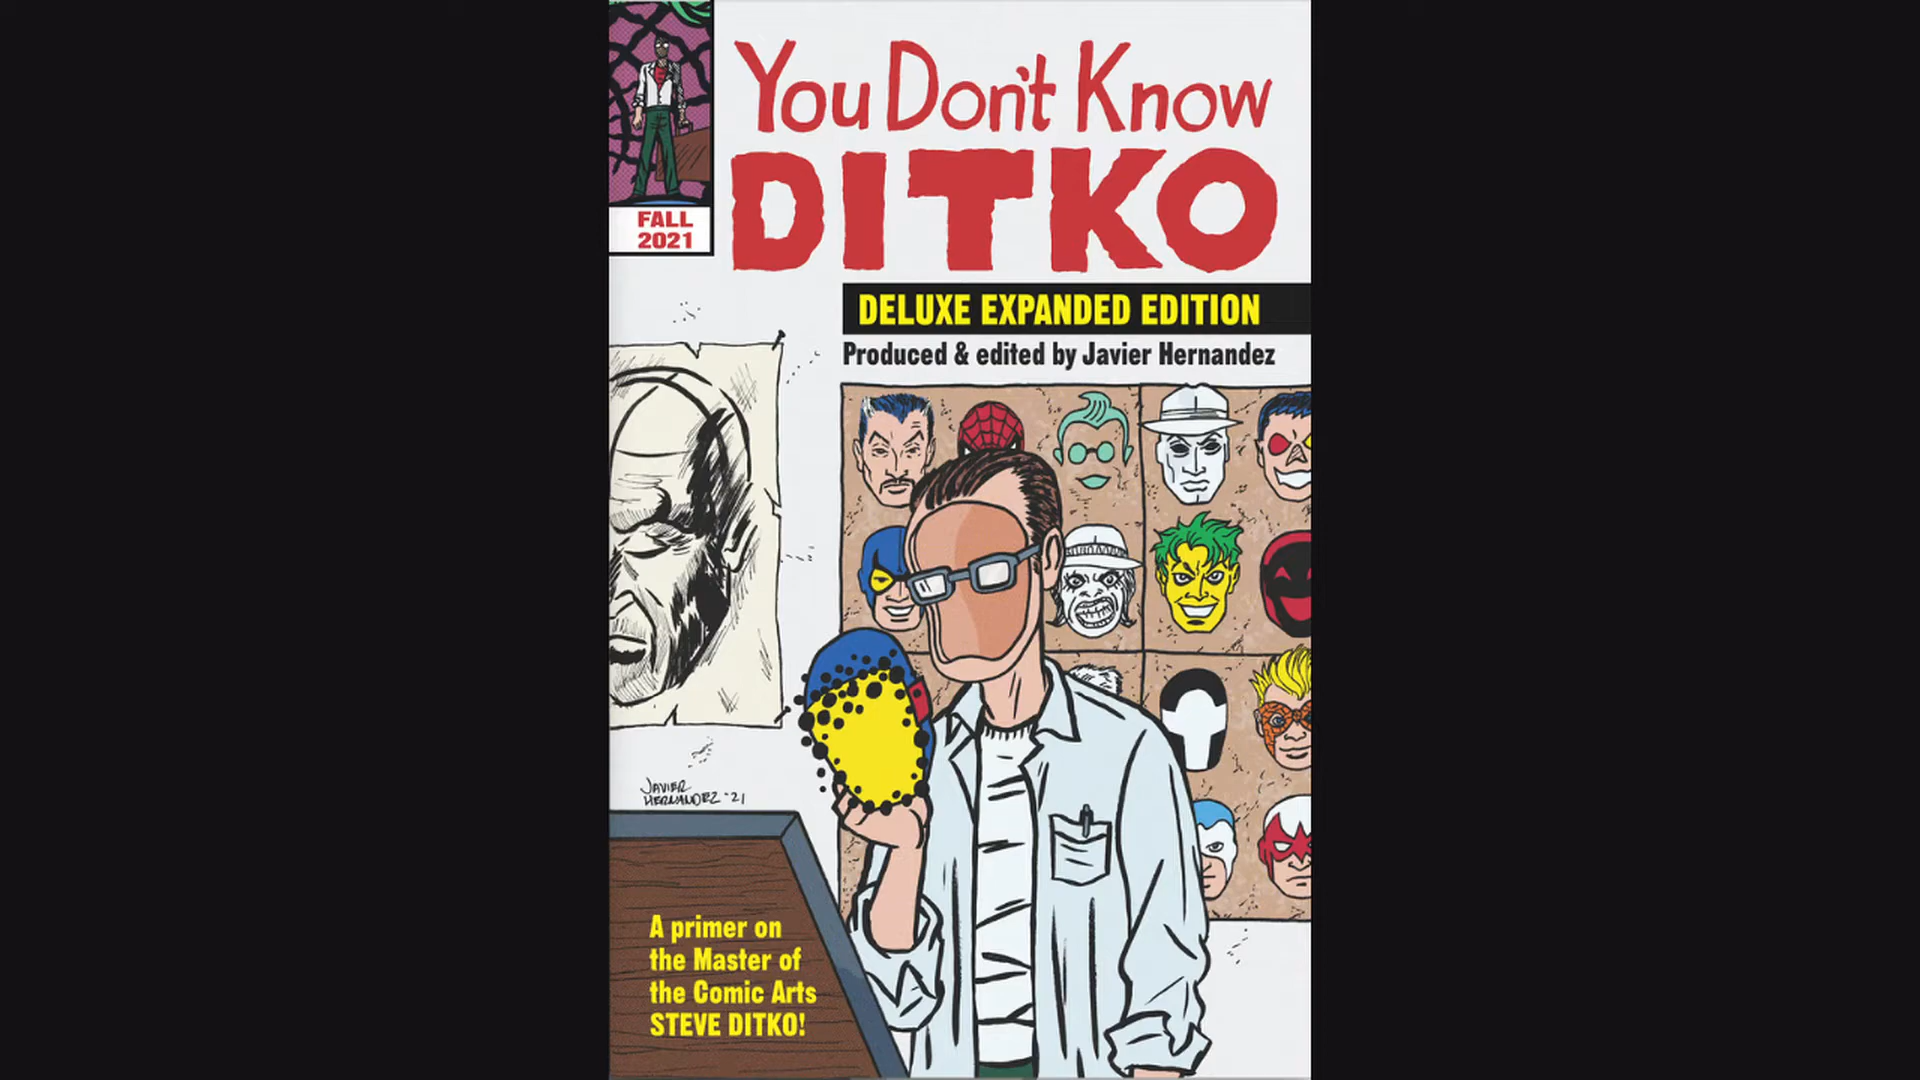 You Don't Know
DITKO
FALL
2021
DELUXE EXPANDED EDITION
Produced & edited by Javier Hernandez
JAVIER
HERNANDEZ '21
A primer on
the Master of
the Comic Arts
STEVE DITKO!